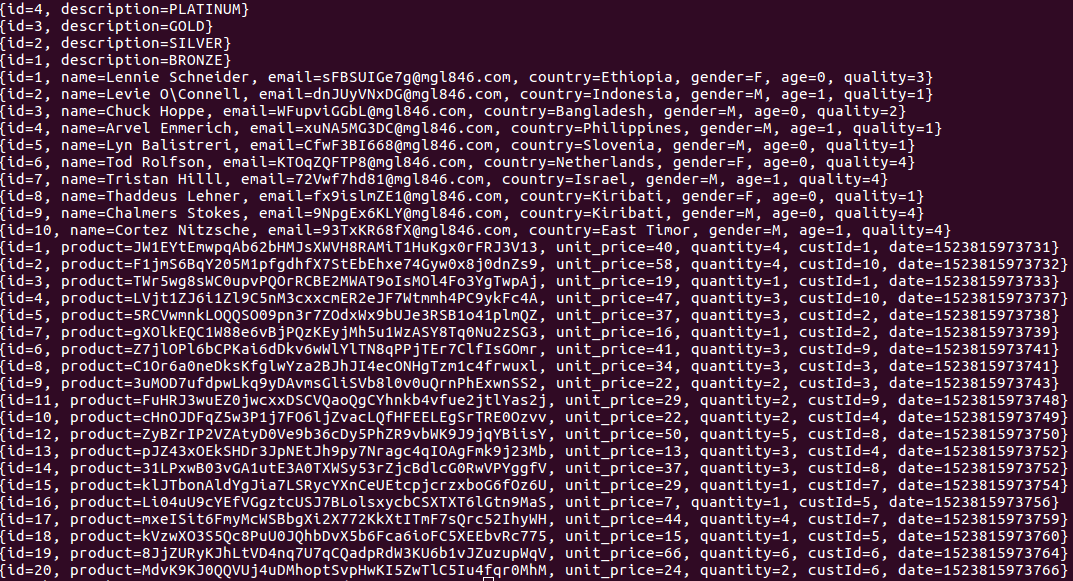 {id=4, description=PLATINUM}
{id=3, description=GOLD}
{id=2, description=SILVER}
{id=1, description=BRONZE}
{id=1, name=Lennie Schneider, email=sFBSUIGe7g@mgl846.com, country=Ethiopia, gender=F, age=0, quality=3}
{id=2, name=Levie O\Connell, email=dnJUyVNxDG@mgl846.com, country=Indonesia, gender=M, age=1, quality=1}
{id=3, name=Chuck Hoppe, email=WFupviGGbL@mgl846.com, country=Bangladesh, gender=M, age=0, quality=2}
{id=4, name=Arvel Emmerich, email=xuNA5MG3DC@mgl846.com, country=Philippines, gender=M, age=1, quality=1}
{id=5, name=Lyn Balistreri, email=CfwF3BI668@mgl846.com, country=Slovenia, gender=M, age=0, quality=1}
{id=6, name=Tod Rolfson, email=KTOqZQFTP8@mgl846.com, country=Netherlands, gender=F, age=0, quality=4}
{id=7, name=Tristan Hilll, email=72Vwf7hd81@mgl846.com, country=Israel, gender=M, age=1, quality=4}
{id=8, name=Thaddeus Lehner, email=fx9islmZE1@mgl846.com, country=Kiribati, gender=F, age=0, quality=1}
{id=9, name=Chalmers Stokes, email=9NpgEx6KLY@mgl846.com, country=Kiribati, gender=M, age=0, quality=4}
{id=10, name=Cortez Nitzsche, email=93TxKR68fX@mgl846.com, country=East Timor, gender=M, age=1, quality=4}
{id=1, product=JW1EYtEmwpqAb62bHMJsXWVH8RAMiT1HuKgx0rFRJ3V13, unit_price=40, quantity=4, custId=1, date=1523815973731}
{id=2, product=F1jmS6BqY205M1pfgdhfX7StEbEhxe74Gyw0x8j0dnZs9, unit_price=58, quantity=4, custId=10, date=1523815973732}
{id=3, product=TWr5wg8sWC0upvPQOrRCBE2MWAT9oIsMOl4Fo3YgTwpAj, unit_price=19, quantity=1, custId=1, date=1523815973733}
{id=4, product=LVjt1ZJ6i1Zl9C5nM3cxxcmER2eJF7Wtmmh4PC9ykFc4A, unit_price=47, quantity=3, custId=10, date=1523815973737}
{id=5, product=5RCVwmnkLOQQSO09pn3r7ZOdxWx9bUJe3RSB1o41plmQZ, unit_price=37, quantity=3, custId=2, date=1523815973738}
{id=7, product=gXOlkEQC1W88e6vBjPQzKEyjMh5u1WzASY8Tq0Nu2zSG3, unit_price=16, quantity=1, custId=2, date=1523815973739}
{id=6, product=Z7jlOPl6bCPKai6dDkv6wWlYlTN8qPPjTEr7ClfIsGOmr, unit_price=41, quantity=3, custId=9, date=1523815973741}
{id=8, product=C1Or6a0neDksKfglwYza2BJhJI4ecONHgTzm1c4frwuxl, unit_price=34, quantity=3, custId=3, date=1523815973741}
{id=9, product=3uMOD7ufdpwLkq9yDAvmsGliSVb8l0v0uQrnPhExwnSS2, unit_price=22, quantity=2, custId=3, date=1523815973743}
{id=11, product=FuHRJ3wuEZ0jwcxxDSCVQaoQgCYhnkb4vfue2jtlYas2j, unit_price=29, quantity=2, custId=9, date=1523815973748}
{id=10, product=cHnOJDFqZ5w3P1j7FO6ljZvacLQfHFEELEgSrTRE0Ozvv, unit_price=22, quantity=2, custId=4, date=1523815973749}
{id=12, product=ZyBZrIP2VZAtyD0Ve9b36cDy5PhZR9vbWK9J9jqYBiisY, unit_price=50, quantity=5, custId=8, date=1523815973750}
{id=13, product=pJZ43xOEkSHDr3JpNEtJh9py7Nragc4qIOAgFmk9j23Mb, unit_price=13, quantity=3, custId=4, date=1523815973752}
{id=14, product=31LPxwB03vGA1utE3A0TXWSy53rZjcBdlcG0RwVPYggfV, unit_price=37, quantity=3, custId=8, date=1523815973752}
{id=15, product=klJTbonAldYgJia7LSRycYXnCeUEtcpjcrzxboG6fOz6U, unit_price=29, quantity=1, custId=7, date=1523815973754}
{id=16, product=Li04uU9cYEfVGgztcUSJ7BLolsxycbCSXTXT6lGtn9MaS, unit_price=7, quantity=1, custId=5, date=1523815973756}
{id=17, product=mxeISit6FmyMcWSBbgXi2X772KkXtITmF7sQrc52IhyWH, unit_price=44, quantity=4, custId=7, date=1523815973759}
{id=18, product=kVzwXO3S5Qc8PuU0JQhbDvX5b6Fca6ioFC5XEEbvRc775, unit_price=15, quantity=1, custId=5, date=1523815973760}
{id=19, product=8JjZURyKJhLtVD4nq7U7qCQadpRdW3KU6b1vJZuzupWqV, unit_price=66, quantity=6, custId=6, date=1523815973764}
{id=20, product=MdvK9KJ0QQVUj4uDMhoptSvpHwKI5ZwTlC5Iu4fqr0MhM, unit_price=24, quantity=2, custId=6, date=1523815973766}